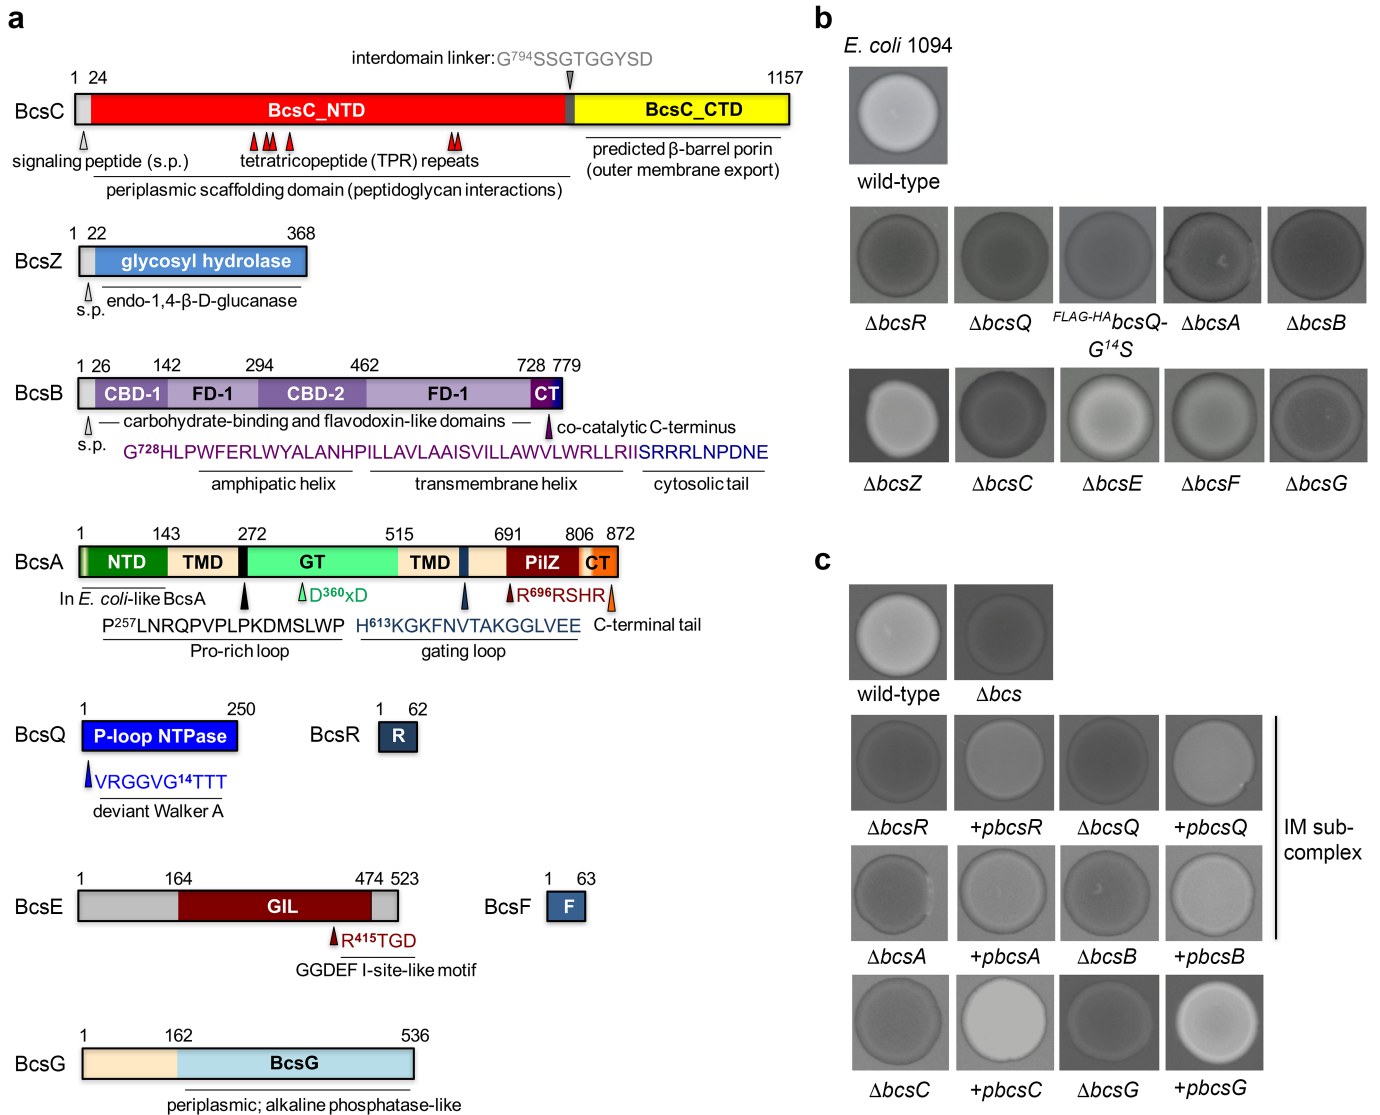 a
interdomain linker: G794SSGTGGYSD
1 24 1157
BcsC BcsC_NTD BcsC_CTD
signaling peptide (s.p.) tetratricopeptide (TPR) repeats predicted β-barrel porin
(outer membrane export)
periplasmic scaffolding domain (peptidoglycan interactions)
1 22 368
BcsZ glycosyl hydrolase
s.p. endo-1,4-β-D-glucanase
1 26 142 294 462 728 779
BcsB CBD-1 FD-1 CBD-2 FD-1 CT
s.p. carbohydrate-binding and flavodoxin-like domains co-catalytic C-terminus
G728HLPWFERLWYALANHPILLAVLAAISVILLAWVLWRLLRIISRRRLNPDNE
amphipatic helix transmembrane helix cytosolic tail
1 143 272 515 691 806 872
BcsA NTD TMD GT TMD PilZ CT
In E. coli-like BcsA D360xD R696RSHR
P257LNRQPVPLPKDMSLWP H613KGKFNVTAKGGLVEE C-terminal tail
Pro-rich loop gating loop
1 250 1 62
BcsQ P-loop NTPase BcsR R
VRGGVG14TTT
deviant Walker A
1 164 474 523 1 63
BcsE GIL BcsF F
R415TGD
GGDEF I-site-like motif
1 162 536
BcsG BcsG
periplasmic; alkaline phosphatase-like
b
E. coli 1094
wild-type
ΔbcsR ΔbcsQ FLAG-HAbcsQ-G14S ΔbcsA ΔbcsB
ΔbcsZ ΔbcsC ΔbcsE ΔbcsF ΔbcsG
c
wild-type Δbcs
ΔbcsR +pbcsR ΔbcsQ +pbcsQ
IM sub-
complex
ΔbcsA +pbcsA ΔbcsB +pbcsB
ΔbcsC +pbcsC ΔbcsG +pbcsG